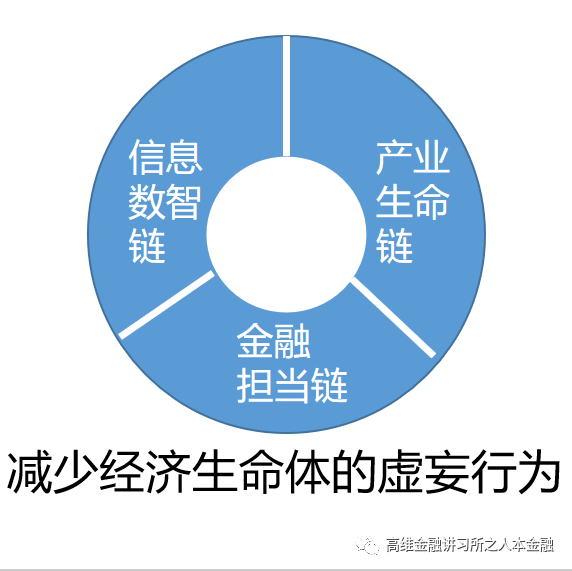 信息
数智
链
产业
生命
链
金融
担当链
减少经济生命体的虚妄行为
高维金融讲习所之人本金融